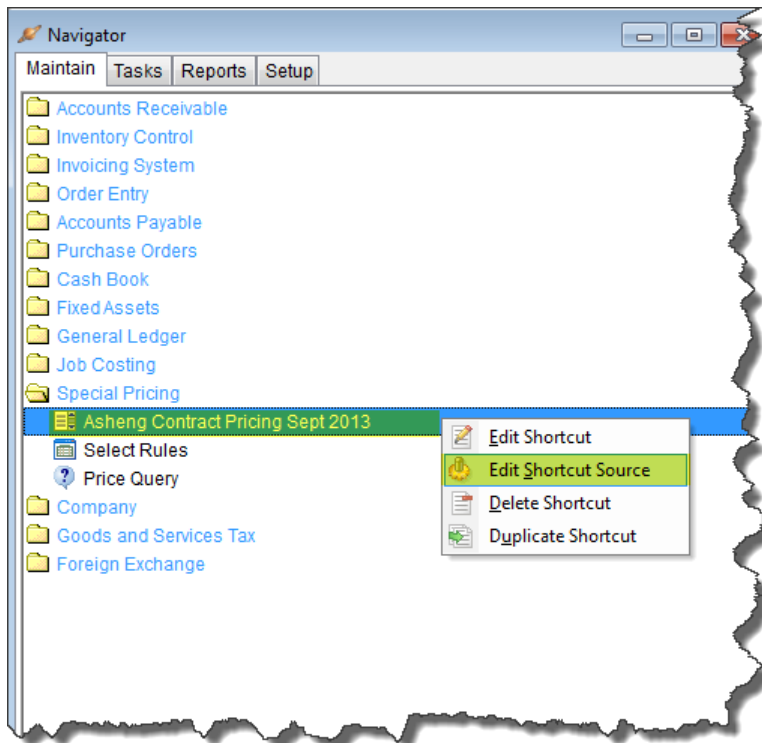 Navigator
Maintain Tasks Reports Setup
Accounts Receivable
Inventory Control
Invoicing System
Order Entry
Accounts Payable
Purchase Orders
Cash Book
Fixed Assets
General Ledger
Job Costing
Special Pricing
Asheng Contract Pricing Sept 2013
Select Rules
Price Query
Company
Goods and Services Tax
Foreign Exchange
Edit Shortcut
Edit Shortcut Source
Delete Shortcut
Duplicate Shortcut